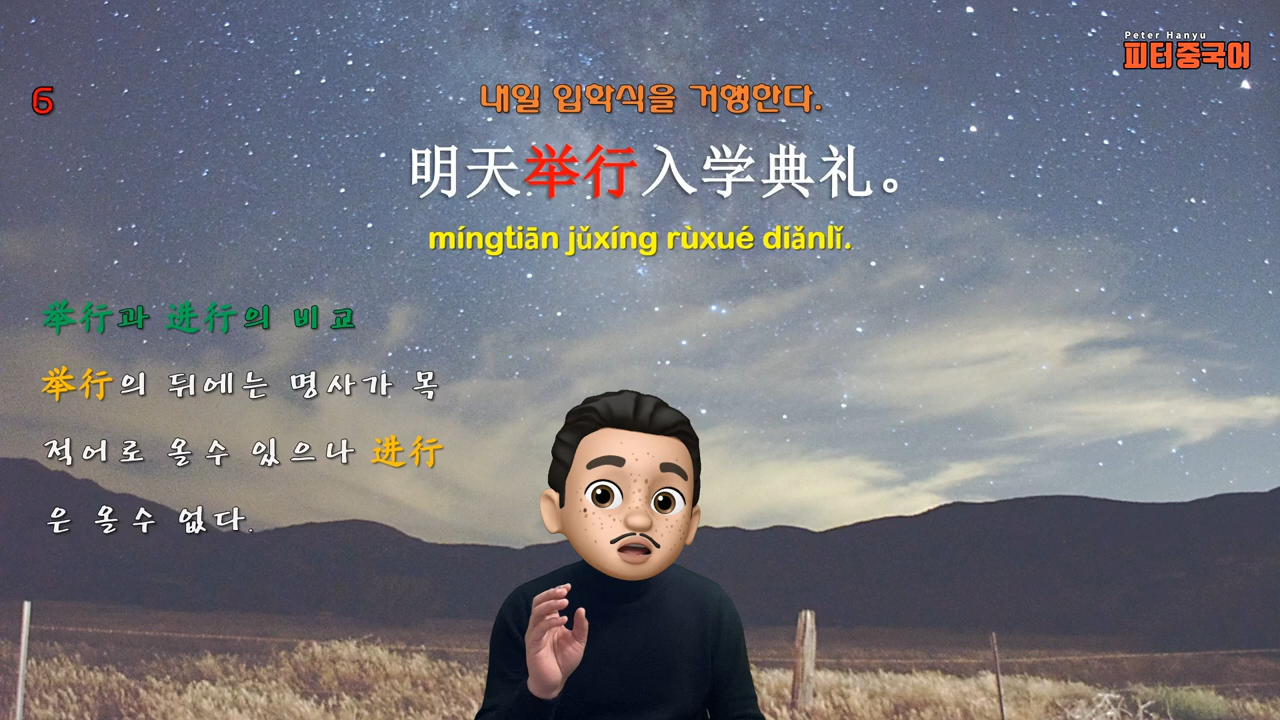 Peter Hanyu
피터중국어
6
내일 입학식을 거행한다.
明天举行入学典礼。
míngtiān jǔxíng rùxué diǎnlǐ.
举行과 进行의 비교
举行의 뒤에는 명사가 목
적어로 올수 있으나 进行
은 올수 없다.